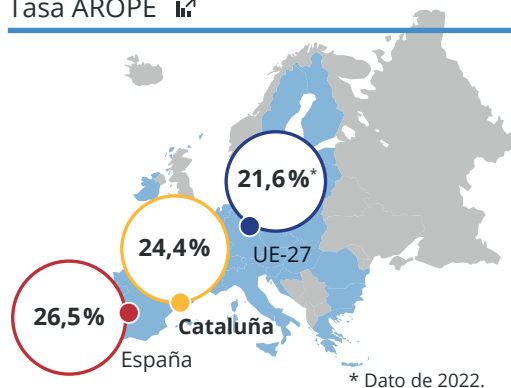 Tasa AROPE
21,6%*
24,4%
UE-27
26,5%
Cataluña
España
* Dato de 2022.